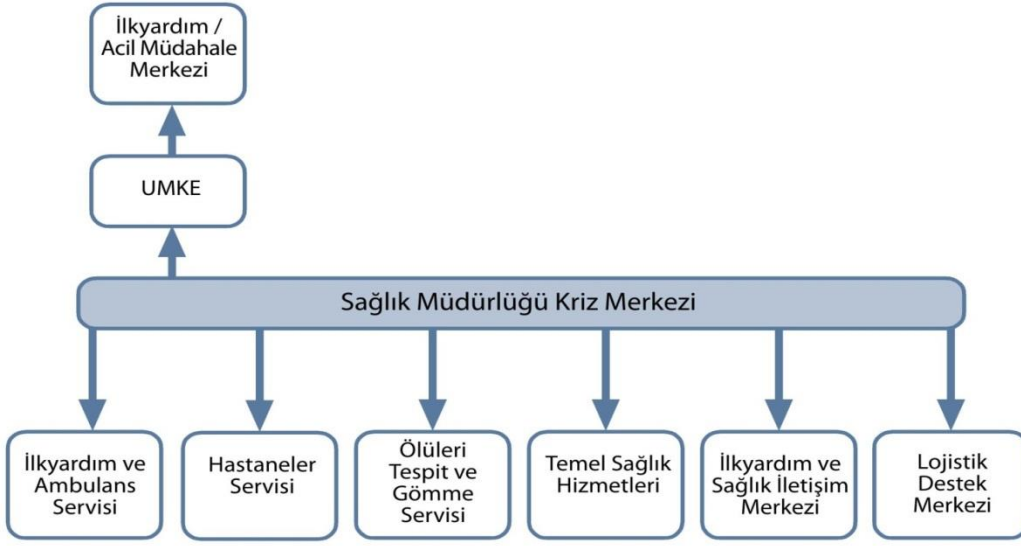 İlkyardım /
Acil Müdahale
Merkezi
UMKE
Sağlık Müdürlüğü Kriz Merkezi
İlkyardım ve
Ambulans
Servisi
Hastaneler
Servisi
Ölüleri
Tespit ve
Gömme
Servisi
Temel Sağlık
Hizmetleri
İlkyardım ve
Sağlık İletişim
Merkezi
Lojistik
Destek
Merkezi